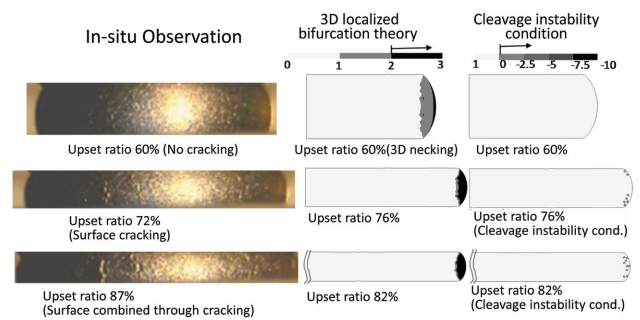 In-situ Observation
3D localized
bifurcation theory
Cleavage instability
condition
0 1 2 3
1 0 -2.5 -5 -7.5 -10
Upset ratio 60% (No cracking)
Upset ratio 60%(3D necking)
Upset ratio 60%
Upset ratio 72%
(Surface cracking)
Upset ratio 76%
Upset ratio 76%
(Cleavage instability cond.)
Upset ratio 87%
(Surface combined through cracking)
Upset ratio 82%
Upset ratio 82%
(Cleavage instability cond.)